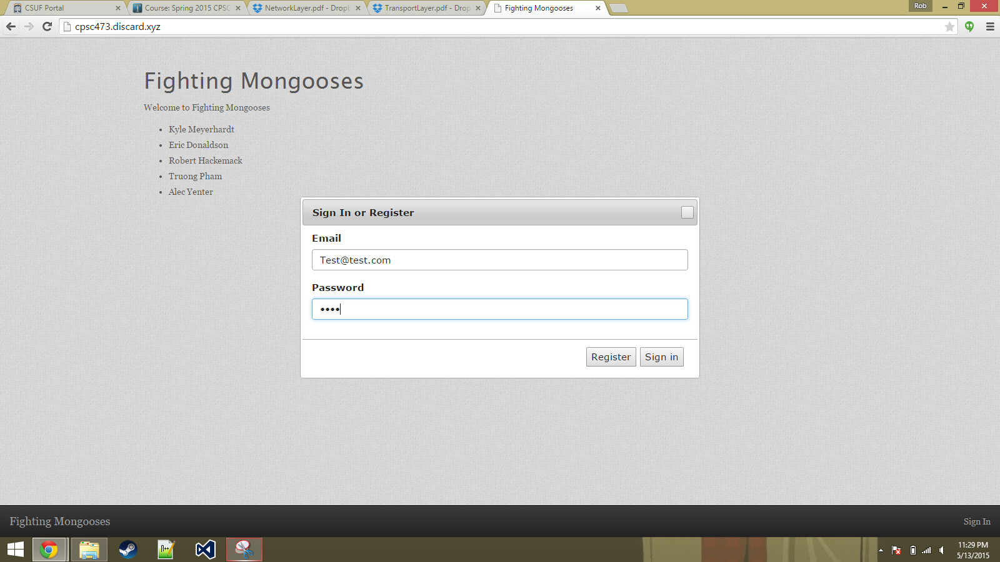 CSUF Portal
Course: Spring 2015 CPSC
NetworkLayer.pdf - Dropb
TransportLayer.pdf - Drop
Fighting Mongooses
Rob
cpsc473.discard.xyz
Fighting Mongooses
Welcome to Fighting Mongooses
• Kyle Meyerhardt
• Eric Donaldson
• Robert Hackemack
• Truong Pham
• Alec Yenter
Sign In or Register
Email
Test@test.com
Password
••••
Register
Sign in
Fighting Mongooses
Sign In
11:29 PM
5/13/2015